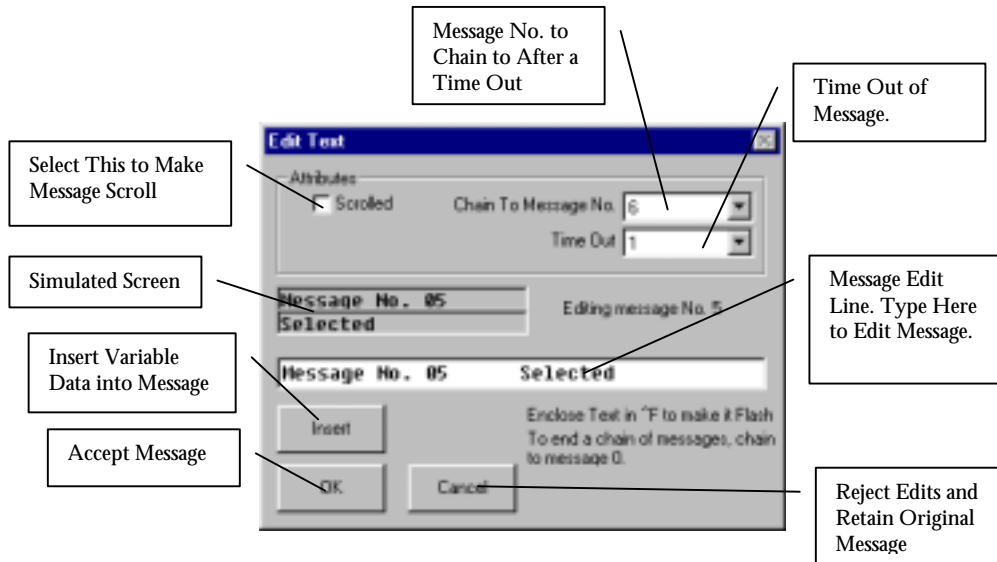 Message No. to
Chain to After a
Time Out
Time Out of
Message.
Select This to Make
Message Scroll
Edit Text
Attributes
Scrolled
Chain To Message No. 6
Time Out 1
Simulated Screen
Message No. 05
Selected
Editing message No. 5
Message Edit
Line. Type Here
to Edit Message.
Insert Variable
Data into Message
Message No. 05 Selected
Insert
Enclose Text in ^F to make it Flash
To end a chain of messages, chain
to message 0.
Accept Message
OK
Cancel
Reject Edits and
Retain Original
Message